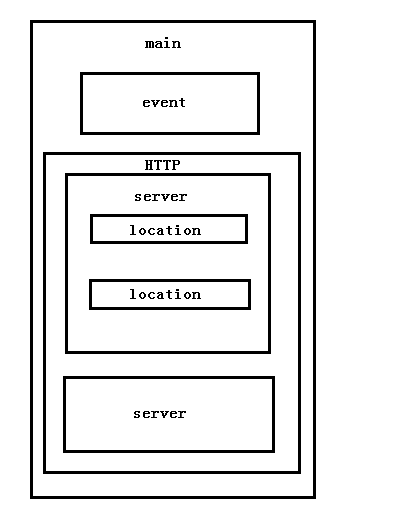 main
event
HTTP
server
location
location
server